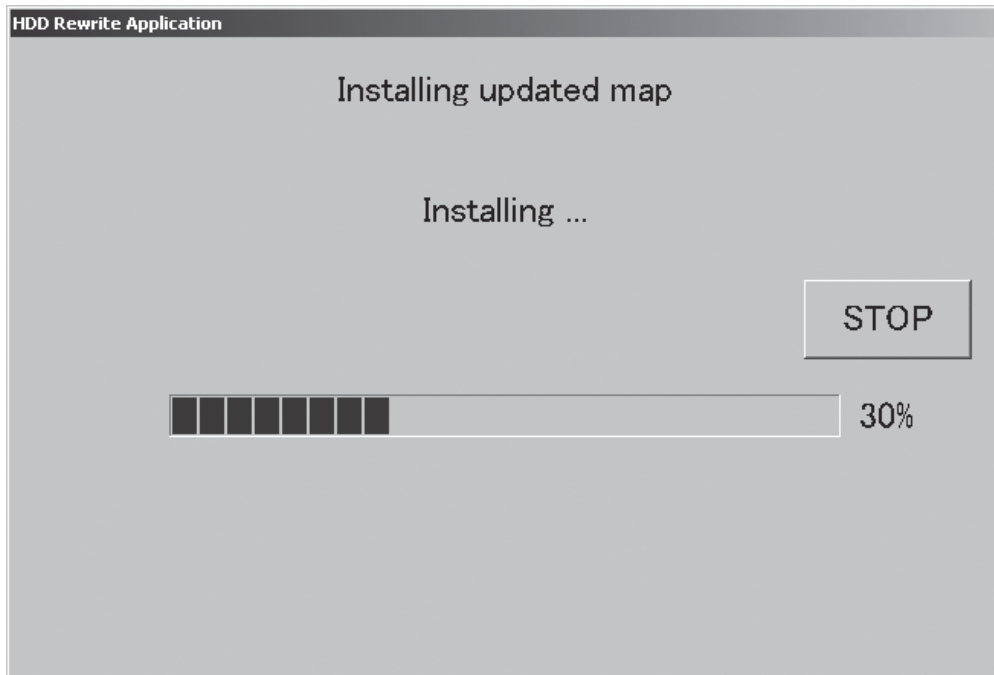 HDD Rewrite Application
Installing updated map
Installing ...
STOP
30%